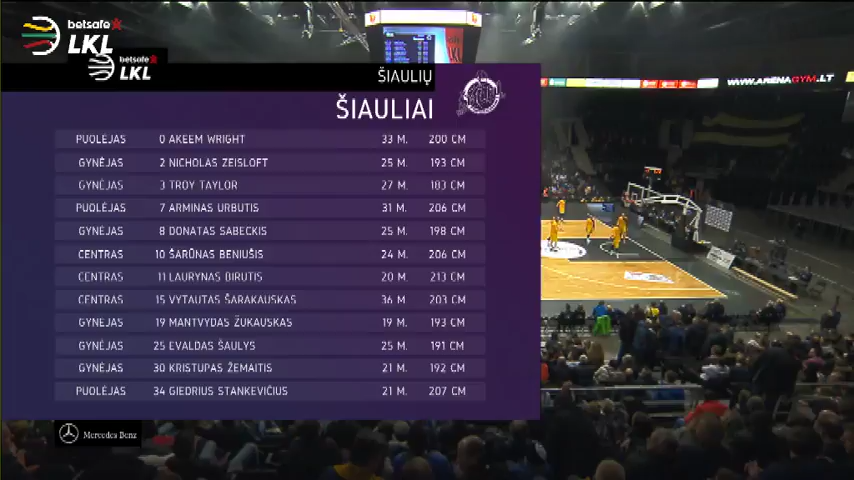 betsafe
LKL
betsafe
LKL
ŠIAULIŲ
ŠIAULIAI
PUOLĖJAS 0 AKEEM WRIGHT 33 M. 200 CM
GYNĖJAS 2 NICHOLAS ZEISLOFT 25 M. 193 CM
GYNĖJAS 3 TROY TAYLOR 27 M. 183 CM
PUOLĖJAS 7 ARMINAS URBUTIS 31 M. 206 CM
GYNĖJAS 8 DONATAS SABECKIS 25 M. 198 CM
CENTRAS 10 ŠARŪNAS BENIUŠIS 24 M. 206 CM
CENTRAS 11 LAURYNAS BIRUTIS 20 M. 213 CM
CENTRAS 15 VYTAUTAS ŠARAKAUSKAS 36 M. 203 CM
GYNĖJAS 19 MANTVYDAS ŽUKAUSKAS 19 M. 193 CM
GYNĖJAS 25 EVALDAS ŠAULYS 25 M. 191 CM
GYNĖJAS 30 KRISTUPAS ŽEMAITIS 21 M. 192 CM
PUOLĖJAS 34 GIEDRIUS STANKEVIČIUS 21 M. 207 CM
Mercedes Benz
WWW.ARENAGYM.LT